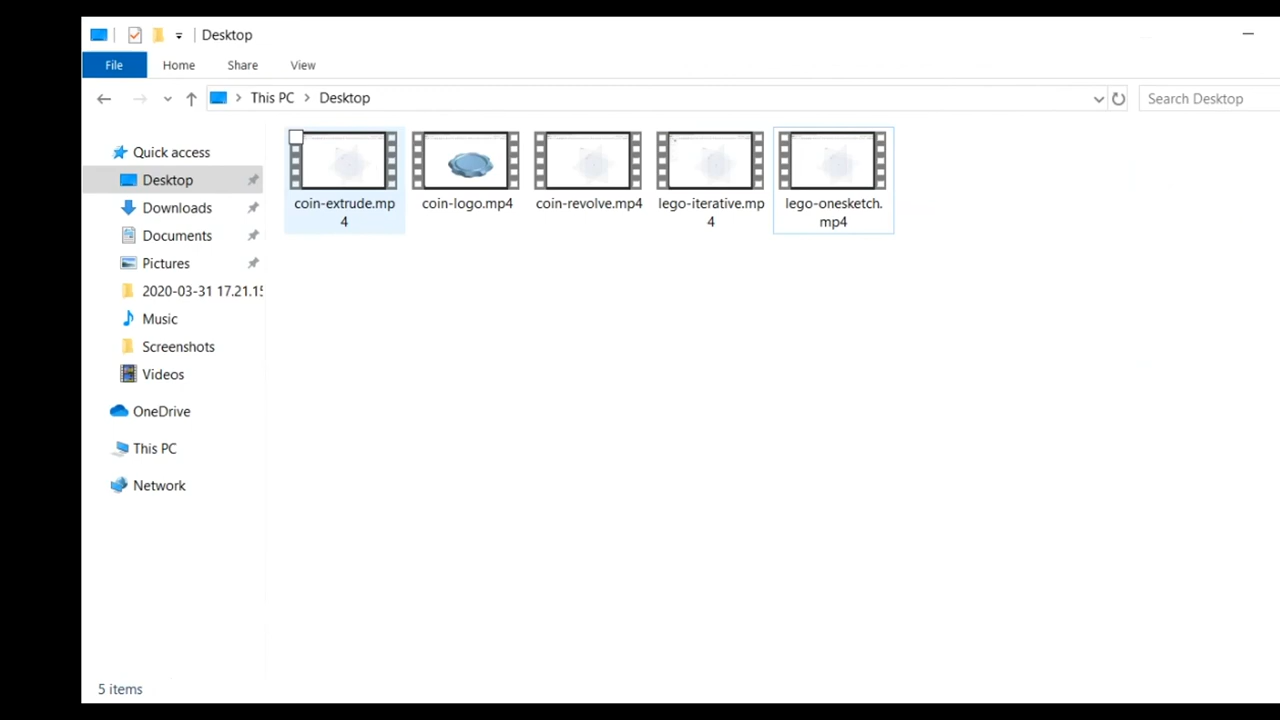 Desktop
File Home Share View
This PC Desktop Search Desktop
Quick access
Desktop
Downloads
Documents
Pictures
2020-03-31 17.21.15
Music
Screenshots
Videos
OneDrive
This PC
Network
coin-extrude.mp
4
coin-logo.mp4
coin-revolve.mp4
lego-iterative.mp
4
lego-onesketch.
mp4
5 items